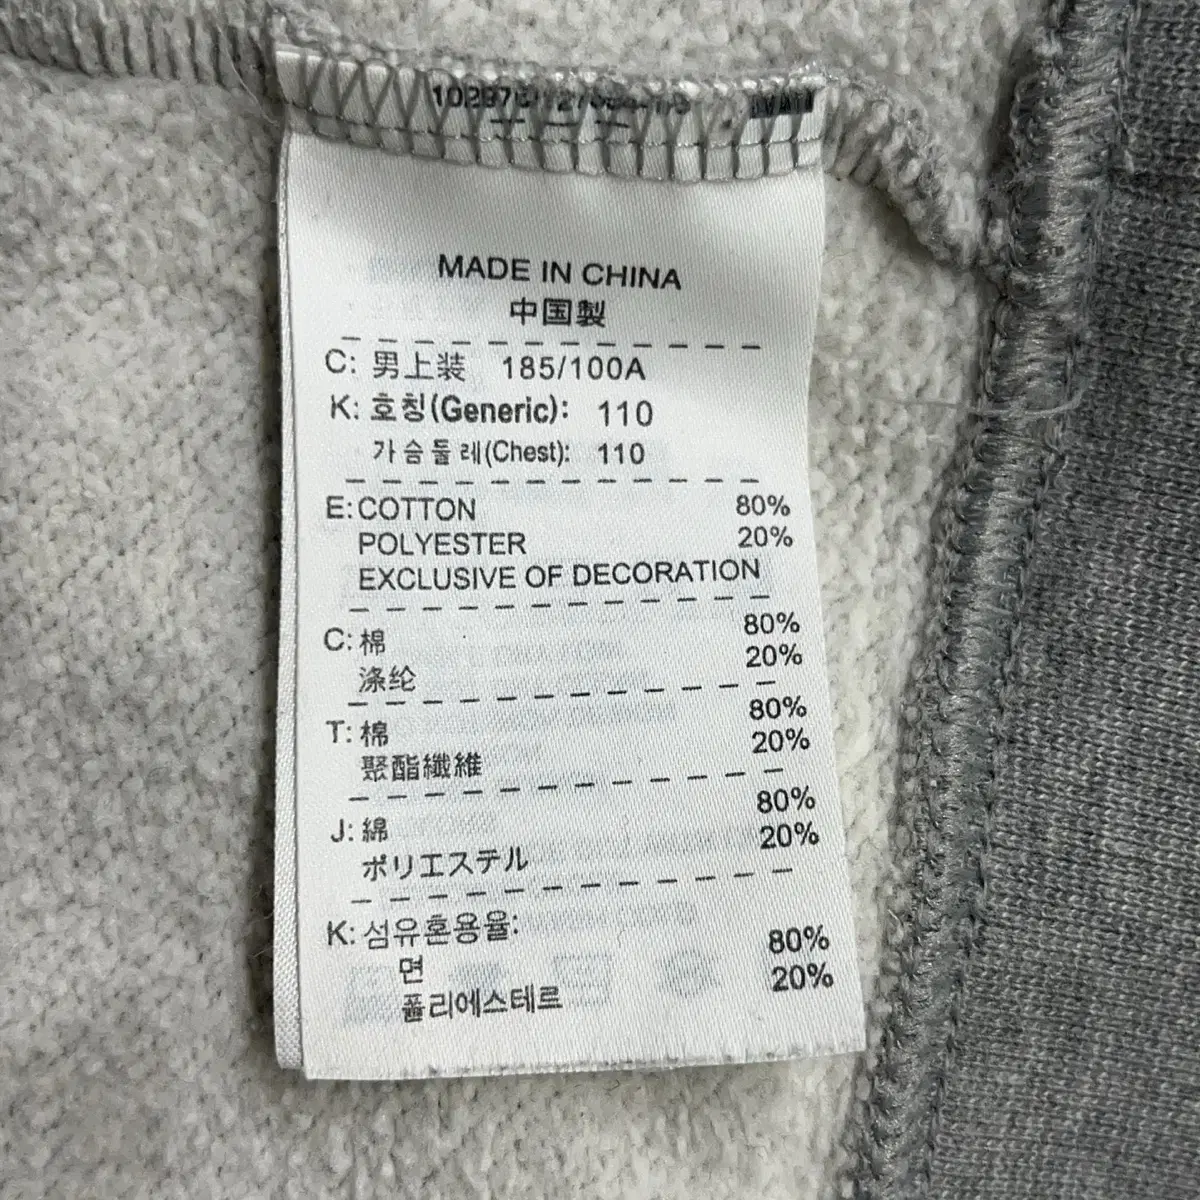 MADE IN CHINA
中国製
C: 男上装 185/100A
K: 호칭(Generic): 110
가슴둘레(Chest): 110
E: COTTON 80%
POLYESTER 20%
EXCLUSIVE OF DECORATION
C: 棉 80%
涤纶 20%
T: 棉 80%
聚酯纖維 20%
J: 綿 80%
ポリエステル 20%
K: 섬유혼용율:
면 80%
폴리에스테르 20%